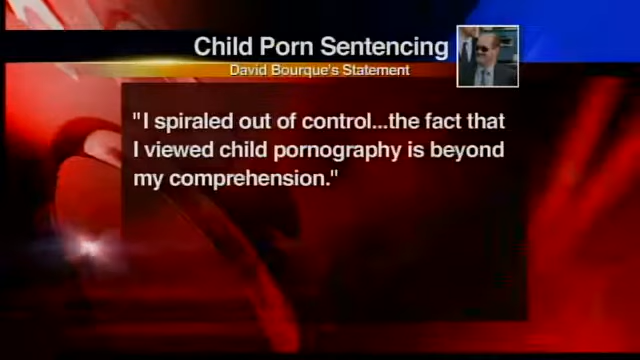 Child Porn Sentencing
David Bourque's Statement
"I spiraled out of control...the fact that
I viewed child pornography is beyond
my comprehension."